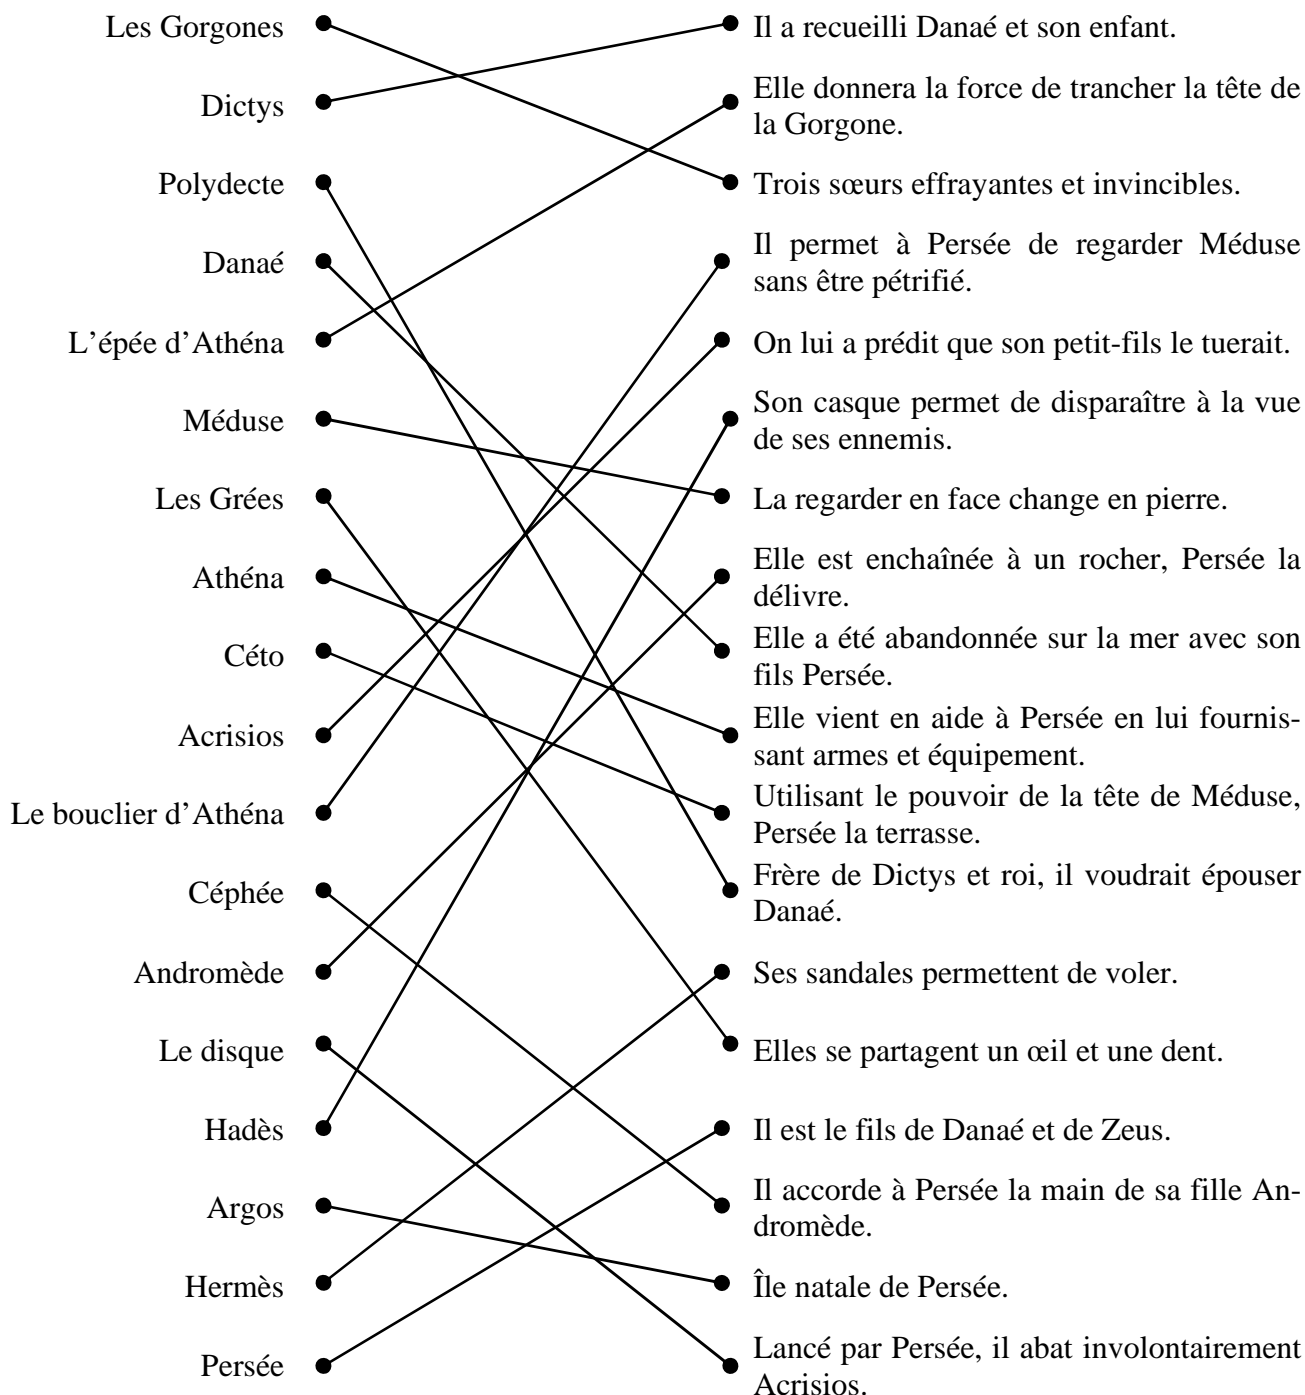 Les Gorgones
Il a recueilli Danaé et son enfant.
Dictys
Elle donnera la force de trancher la tête de
la Gorgone.
Polydecte
Trois sœurs effrayantes et invincibles.
Danaé
Il permet à Persée de regarder Méduse
sans être pétrifié.
L’épée d’Athéna
On lui a prédit que son petit-fils le tuerait.
Méduse
Son casque permet de disparaître à la vue
de ses ennemis.
Les Grées
La regarder en face change en pierre.
Athéna
Elle est enchaînée à un rocher, Persée la
délivre.
Céto
Elle a été abandonnée sur la mer avec son
fils Persée.
Acrisios
Elle vient en aide à Persée en lui fournis-
sant armes et équipement.
Le bouclier d’Athéna
Utilisant le pouvoir de la tête de Méduse,
Persée la terrasse.
Céphée
Frère de Dictys et roi, il voudrait épouser
Danaé.
Andromède
Ses sandales permettent de voler.
Le disque
Elles se partagent un œil et une dent.
Hadès
Il est le fils de Danaé et de Zeus.
Argos
Il accorde à Persée la main de sa fille An-
dromède.
Hermès
Île natale de Persée.
Persée
Lancé par Persée, il abat involontairement
Acrisios.